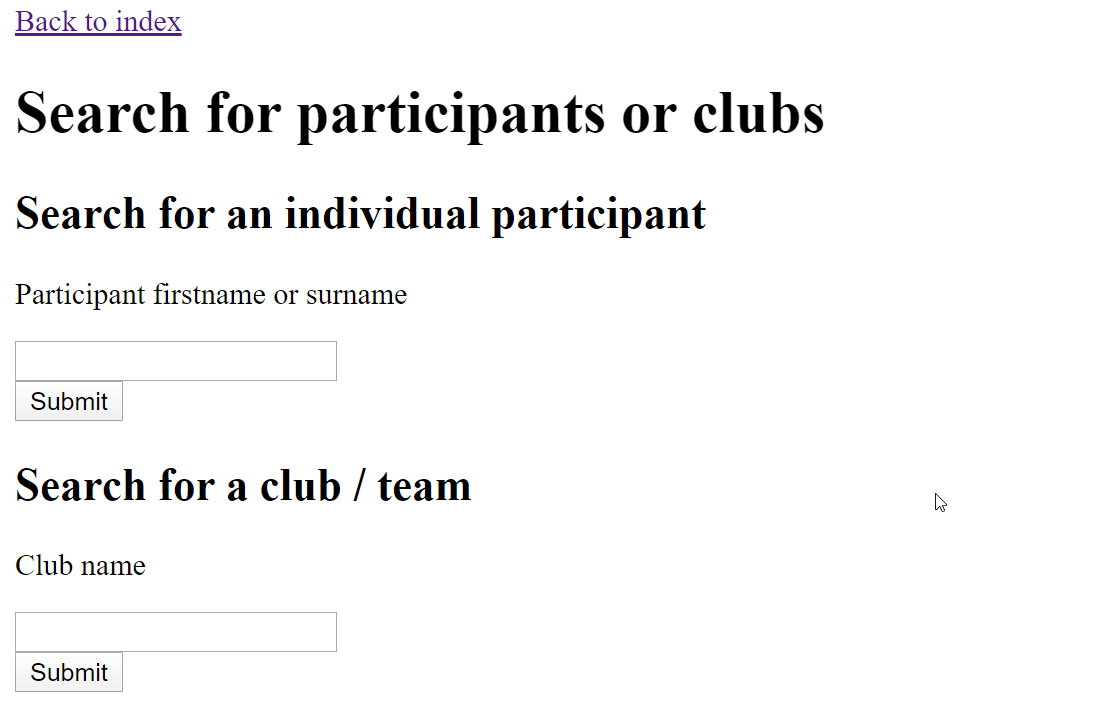 Back to index
Search for participants or clubs
Search for an individual participant
Participant firstname or surname
Submit
Search for a club / team
Club name
Submit